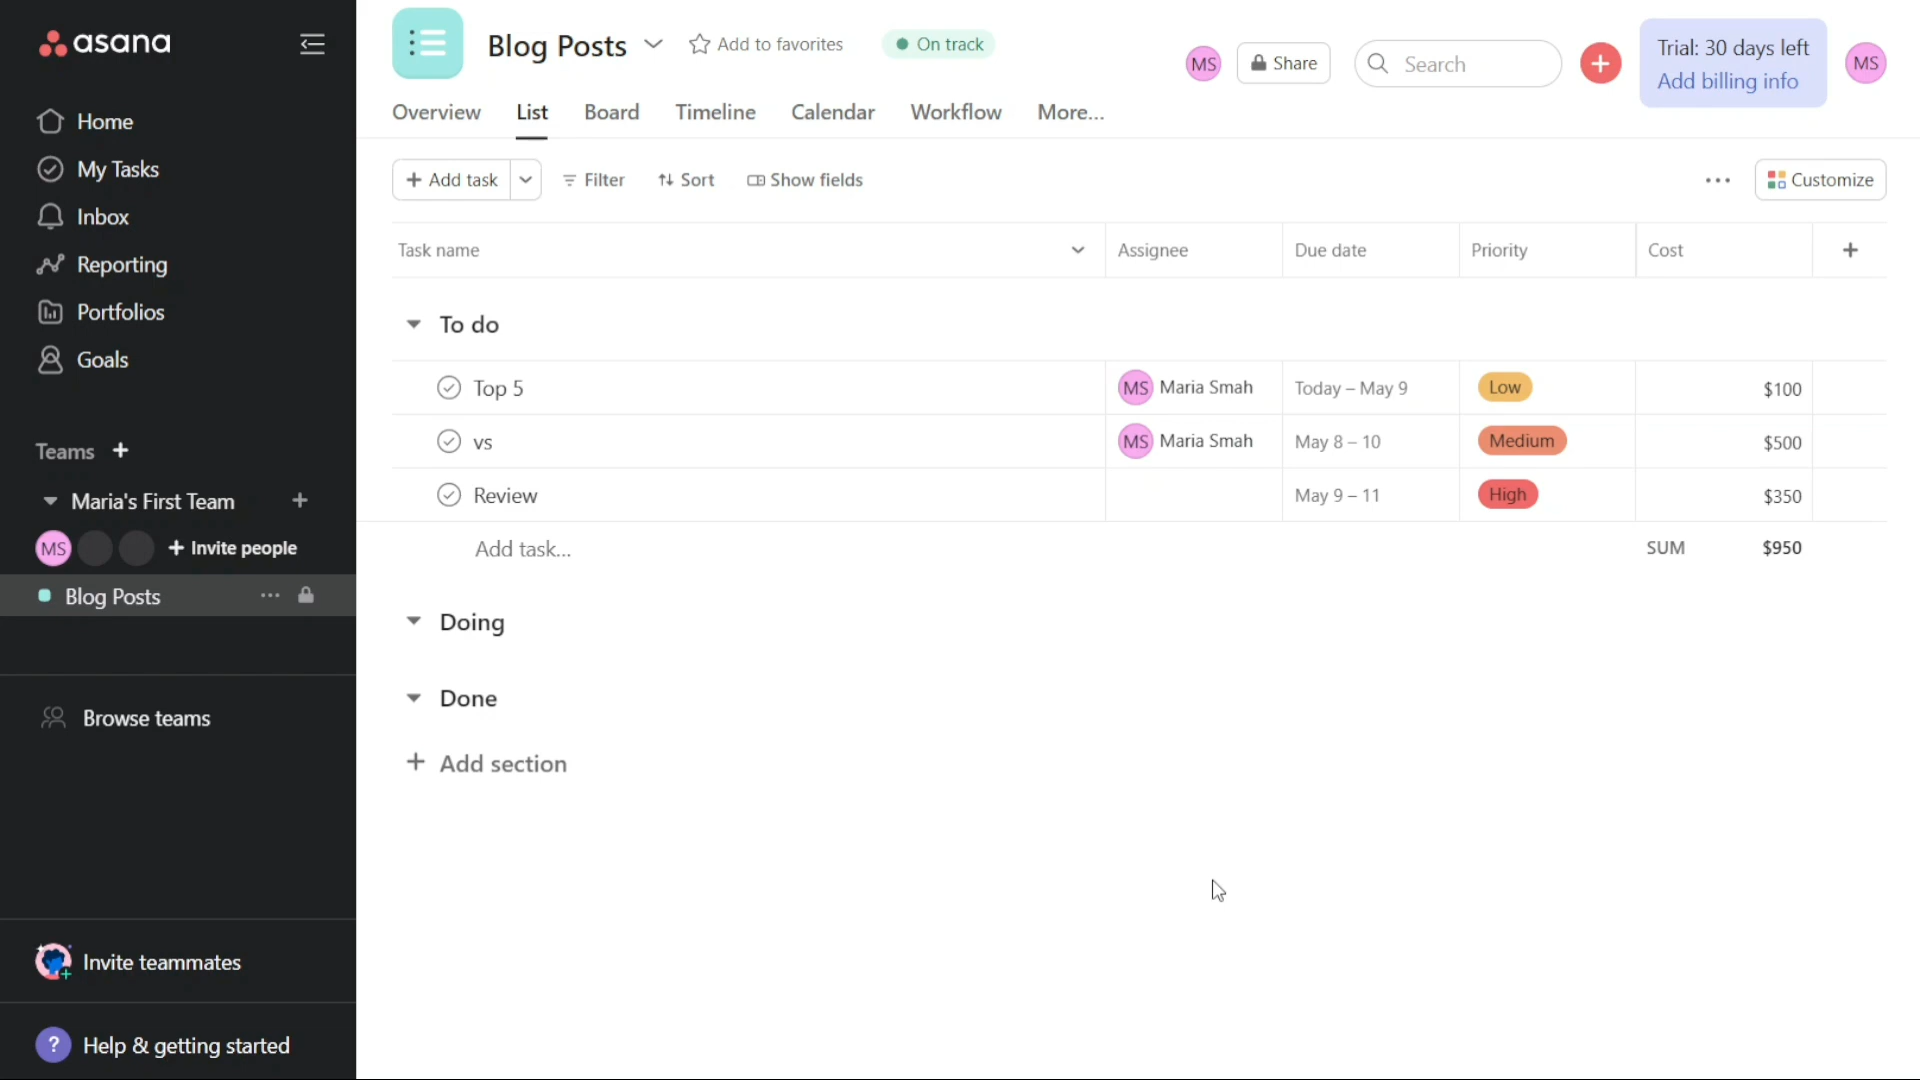 asana
Home
My Tasks
Inbox
Reporting
Portfolios
Goals
Teams +
Maria's First Team +
MS + Invite people
Blog Posts ...
Browse teams
Invite teammates
? Help & getting started
Blog Posts Add to favorites On track
MS Share Search + Trial: 30 days left MS
Add billing info
Overview List Board Timeline Calendar Workflow More...
+ Add task Filter Sort Show fields ... Customize
Task name Assignee Due date Priority Cost +
To do
Top 5 MS Maria Smah Today – May 9 Low $100
vs MS Maria Smah May 8 – 10 Medium $500
Review May 9 – 11 High $350
Add task... SUM $950
Doing
Done
+ Add section